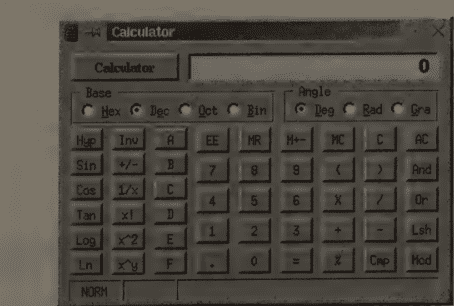 Calculator
Calculator 0
Base Angle
Hex Dec Oct Bin Deg Rad Gra
Hyp Inv A EE MR M+- MC C AC
Sin +/- B 7 8 9 ( ) And
Cos 1/x C 4 5 6 X / Or
Tan x! D 1 2 3 + - Lsh
Log x^2 E
Ln x^y F . 0 = % Cmp Mod
NORM